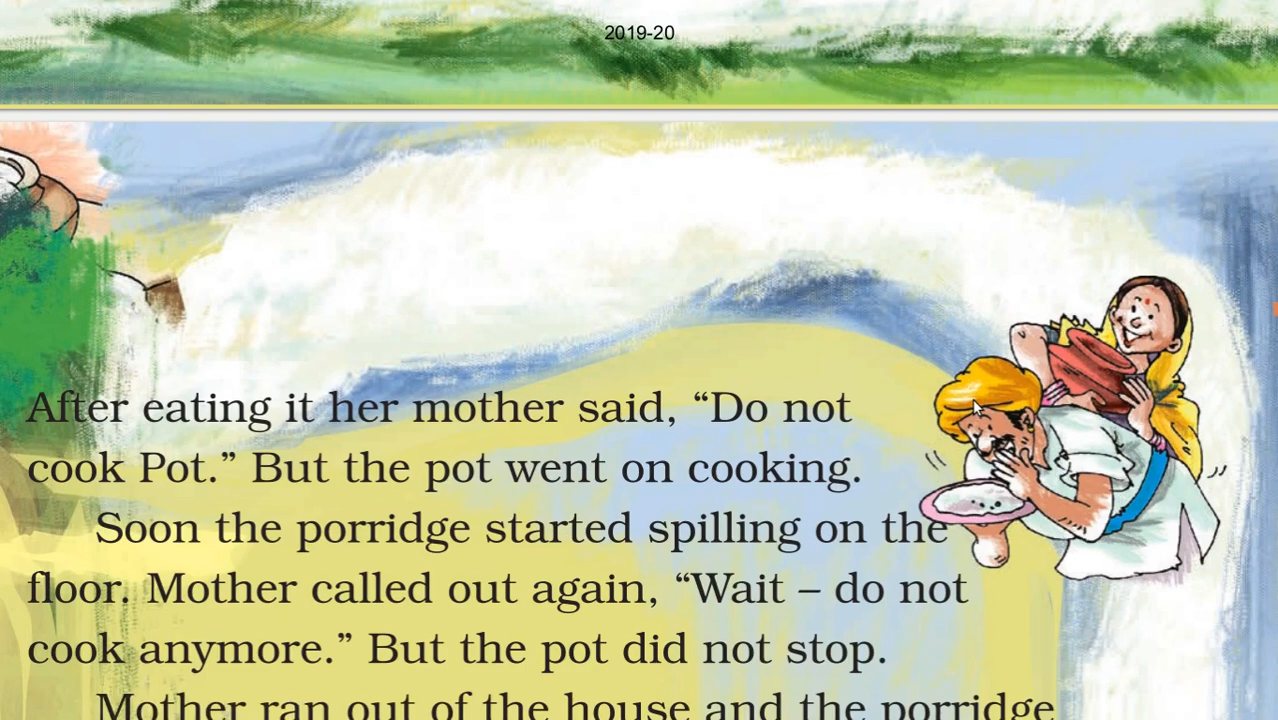 2019-20
After eating it her mother said, “Do not
cook Pot.” But the pot went on cooking.
Soon the porridge started spilling on the
floor. Mother called out again, “Wait – do not
cook anymore.” But the pot did not stop.
Mother ran out of the house and the porridge